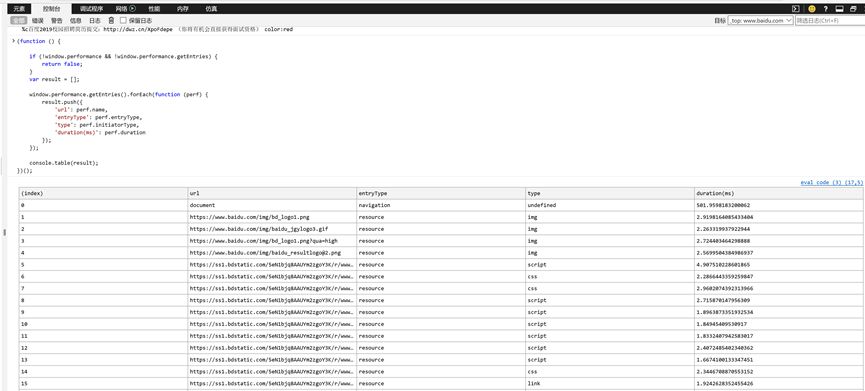 元素 控制台 调试程序 网络 性能 内存 仿真
全部 错误 警告 信息 日志 保留日志 目标 _top: www.baidu.com 筛选日志(Ctrl+F)
%c百度2019校园招聘简历提交：http://dwz.cn/XpoFdepe （你将有机会直接获得面试资格） color:red
(function () {
if (!window.performance && !window.performance.getEntries) {
return false;
}
var result = [];
window.performance.getEntries().forEach(function (perf) {
result.push({
'url': perf.name,
'entryType': perf.entryType,
'type': perf.initiatorType,
'duration(ms)': perf.duration
});
});
console.table(result);
})();
eval code (3) (17,5)
(index) url entryType type duration(ms)
0 document navigation undefined 501.9598183200062
1 https://www.baidu.com/img/bd_logo1.png resource img 2.9198164085433404
2 https://www.baidu.com/img/baidu_jgylogo3.gif resource img 2.263319937922944
3 https://www.baidu.com/img/bd_logo1.png?qua=high resource img 2.724403464298888
4 https://www.baidu.com/img/baidu_resultlogo@2.png resource img 2.5699504384986937
5 https://ss1.bdstatic.com/5eN1bjq8AAUYm2zgoY3K/r/www… resource script 4.907510228601865
6 https://ss1.bdstatic.com/5eN1bjq8AAUYm2zgoY3K/r/www… resource css 2.2866443359259847
7 https://ss1.bdstatic.com/5eN1bjq8AAUYm2zgoY3K/r/www… resource css 2.9602074392313966
8 https://ss1.bdstatic.com/5eN1bjq8AAUYm2zgoY3K/r/www… resource script 2.715870147956309
9 https://ss1.bdstatic.com/5eN1bjq8AAUYm2zgoY3K/r/www… resource script 1.8963873351932534
10 https://ss1.bdstatic.com/5eN1bjq8AAUYm2zgoY3K/r/www… resource script 1.84945409530917
11 https://ss1.bdstatic.com/5eN1bjq8AAUYm2zgoY3K/r/www… resource script 1.8332407942583017
12 https://ss1.bdstatic.com/5eN1bjq8AAUYm2zgoY3K/r/www… resource script 2.4072485402340362
13 https://ss1.bdstatic.com/5eN1bjq8AAUYm2zgoY3K/r/www… resource script 1.6674100133347451
14 https://ss1.bdstatic.com/5eN1bjq8AAUYm2zgoY3K/r/www… resource css 2.3446708870553152
15 https://ss1.bdstatic.com/5eN1bjq8AAUYm2zgoY3K/r/www… resource link 1.9242628352455426